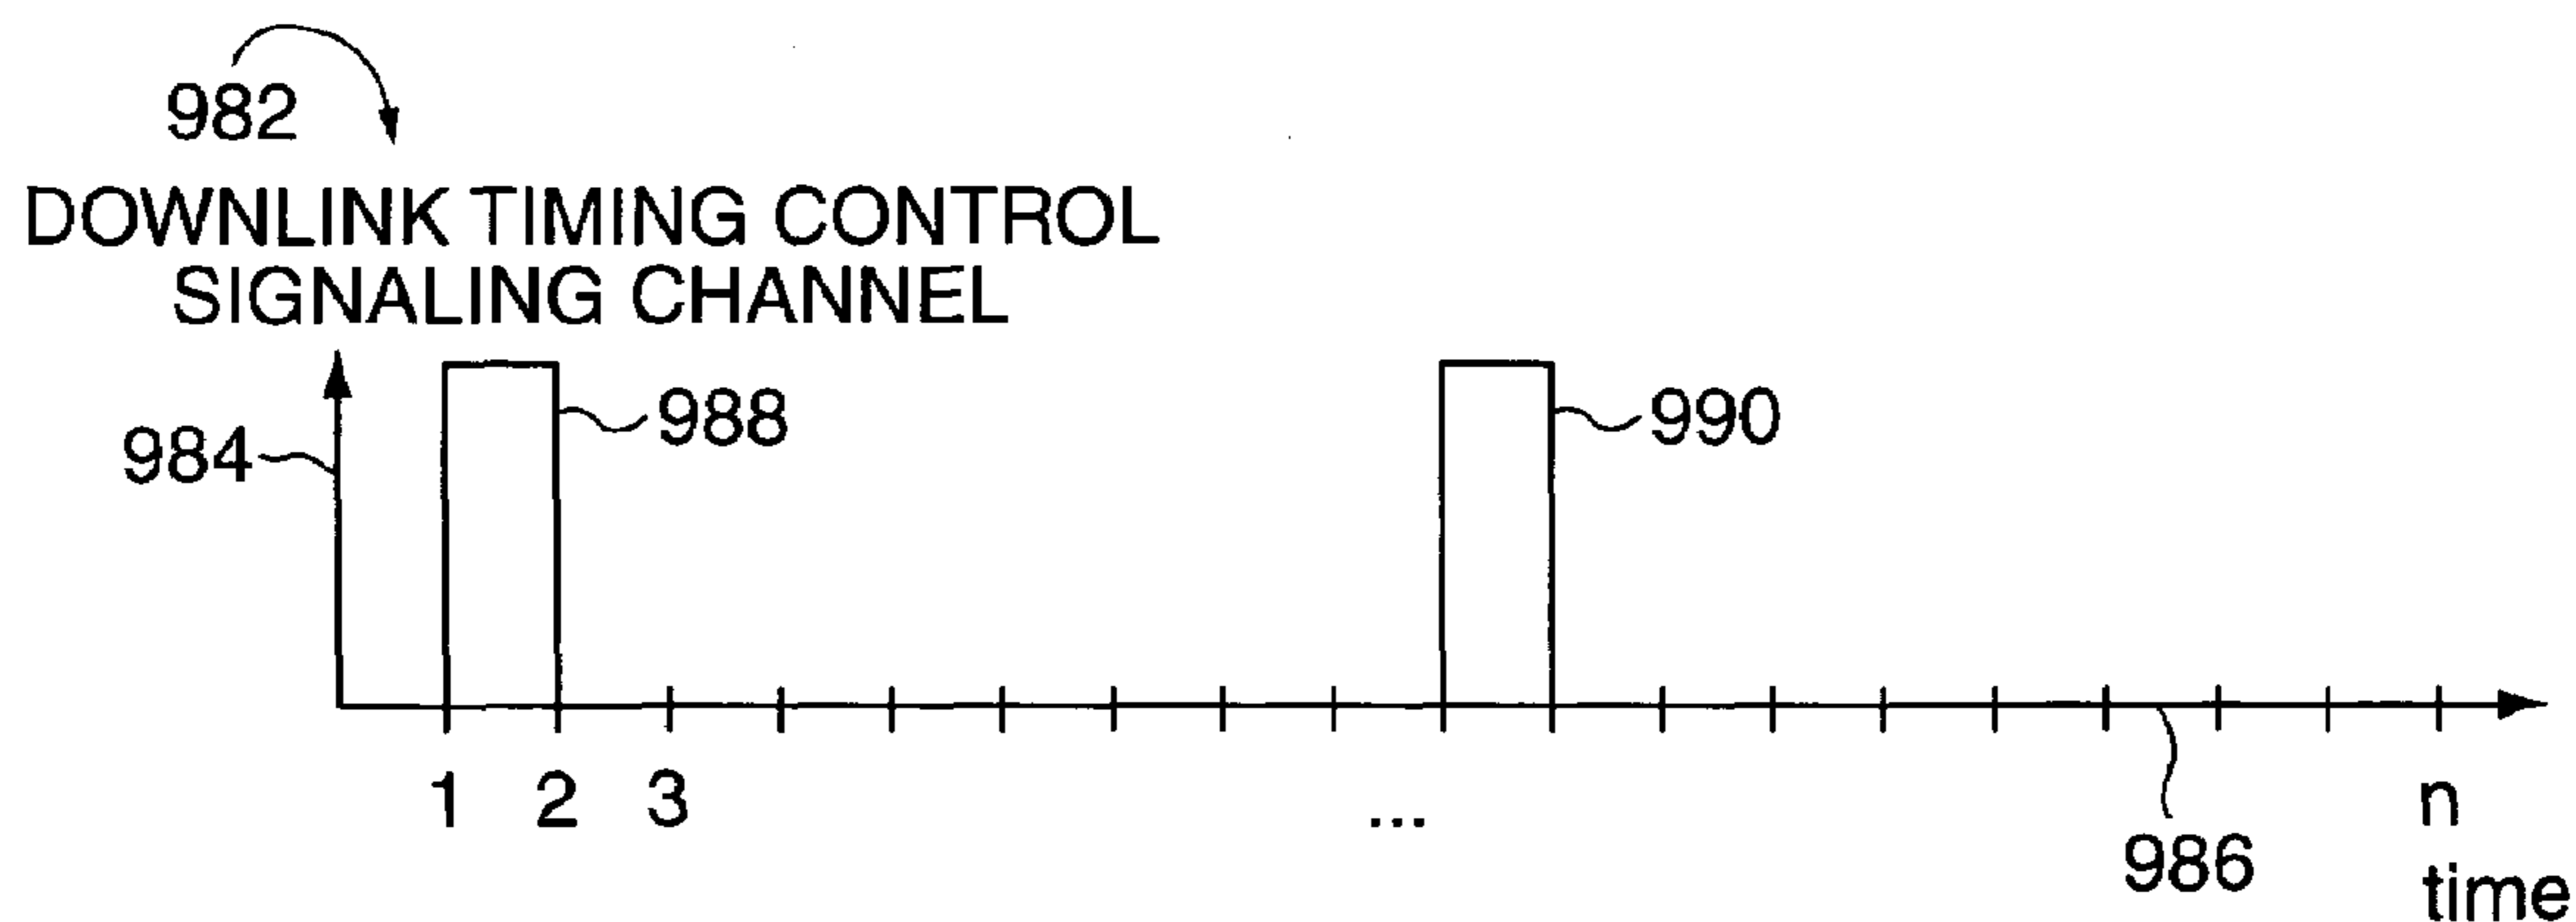 982
DOWNLINK TIMING CONTROL
SIGNALING CHANNEL
984
988
990
1 2 3 ... n
986
time